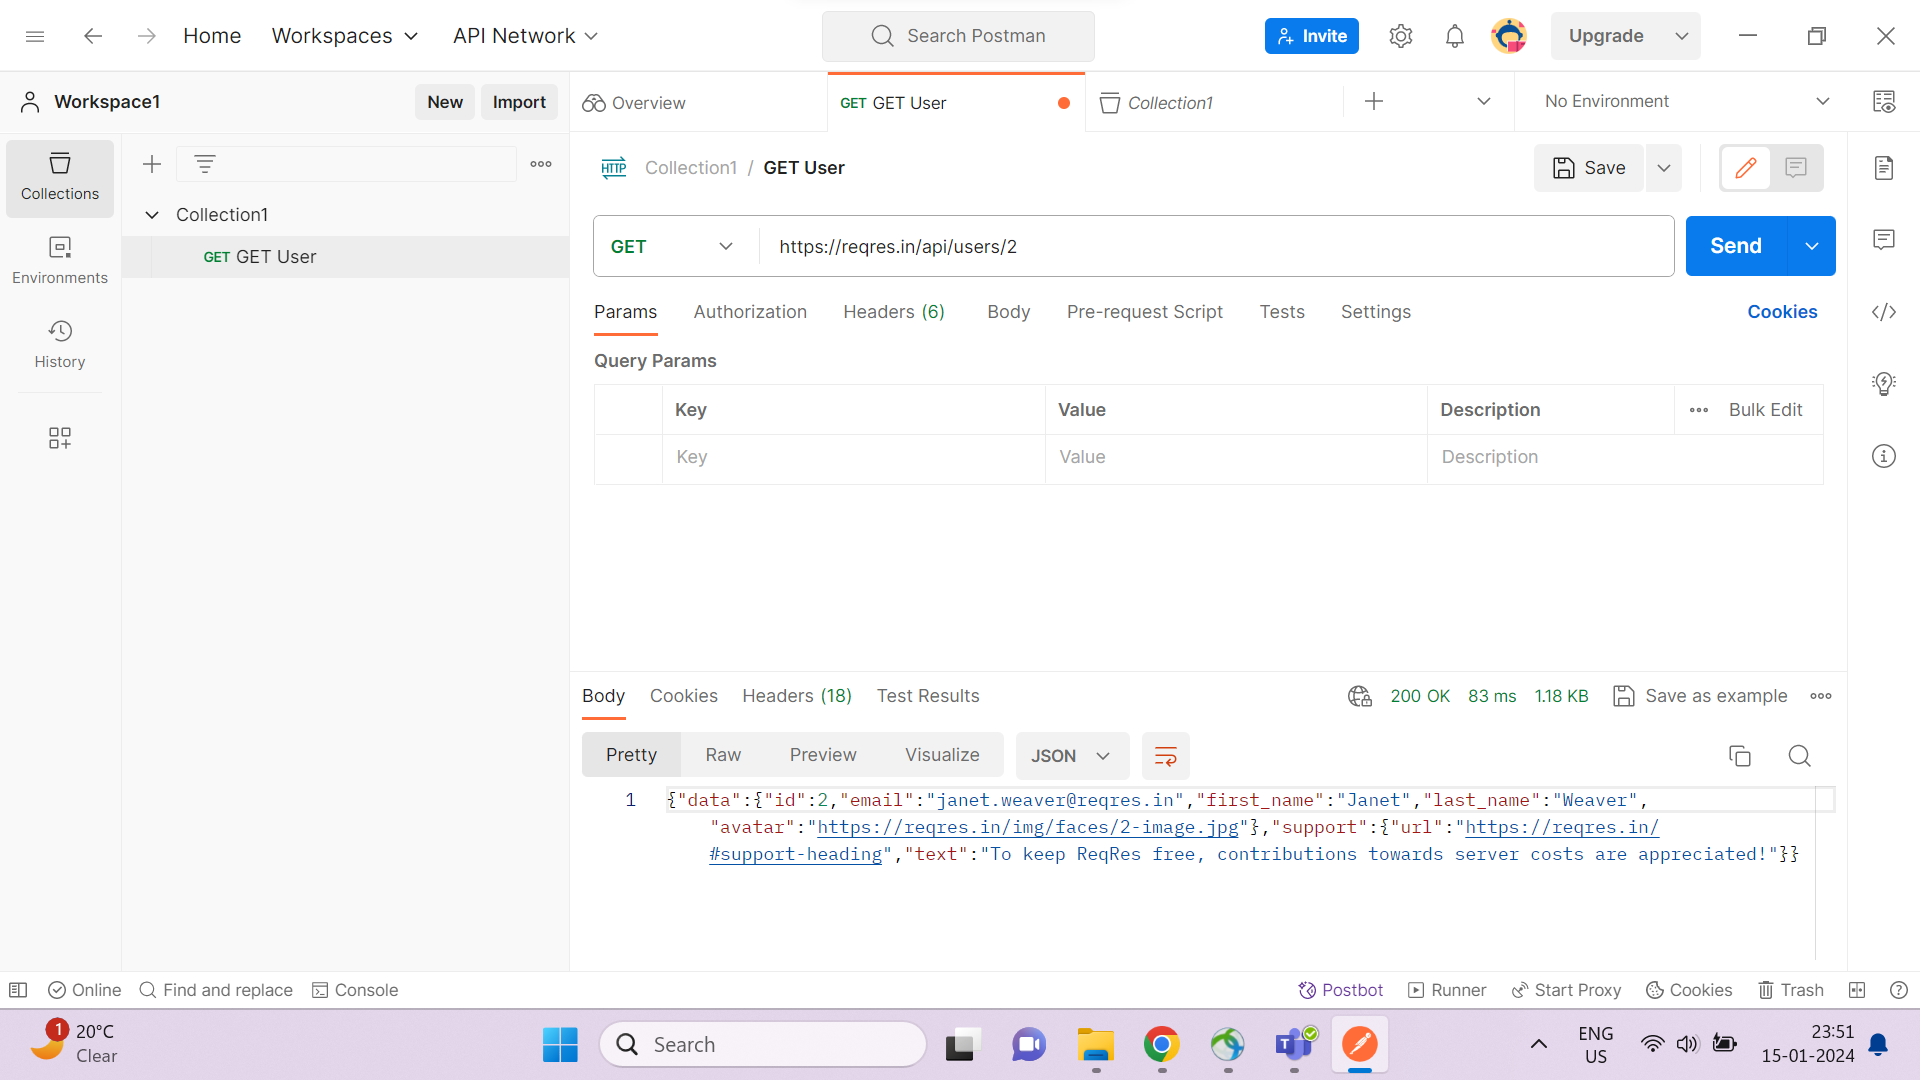 Home Workspaces API Network Search Postman Invite Upgrade
Workspace1 New Import Overview GET GET User Collection1 No Environment
Collections
Environments
History
Collection1
GET GET User
HTTP Collection1 / GET User Save
GET https://reqres.in/api/users/2 Send
Params Authorization Headers (6) Body Pre-request Script Tests Settings Cookies
Query Params
Key Value Description Bulk Edit
Key Value Description
Body Cookies Headers (18) Test Results 200 OK 83 ms 1.18 KB Save as example
Pretty Raw Preview Visualize JSON
1 {"data":{"id":2,"email":"janet.weaver@reqres.in","first_name":"Janet","last_name":"Weaver",
"avatar":"https://reqres.in/img/faces/2-image.jpg"},"support":{"url":"https://reqres.in/
#support-heading","text":"To keep ReqRes free, contributions towards server costs are appreciated!"}}
Online Find and replace Console Postbot Runner Start Proxy Cookies Trash
1 20°C
Clear
Search
T
ENG
US
23:51
15-01-2024